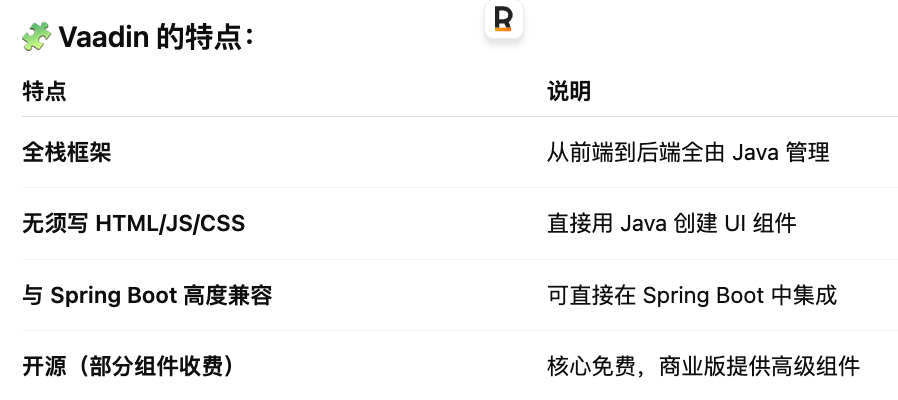 Vaadin 的特点：
R
特点 说明
全栈框架 从前端到后端全由 Java 管理
无须写 HTML/JS/CSS 直接用 Java 创建 UI 组件
与 Spring Boot 高度兼容 可直接在 Spring Boot 中集成
开源（部分组件收费） 核心免费，商业版提供高级组件